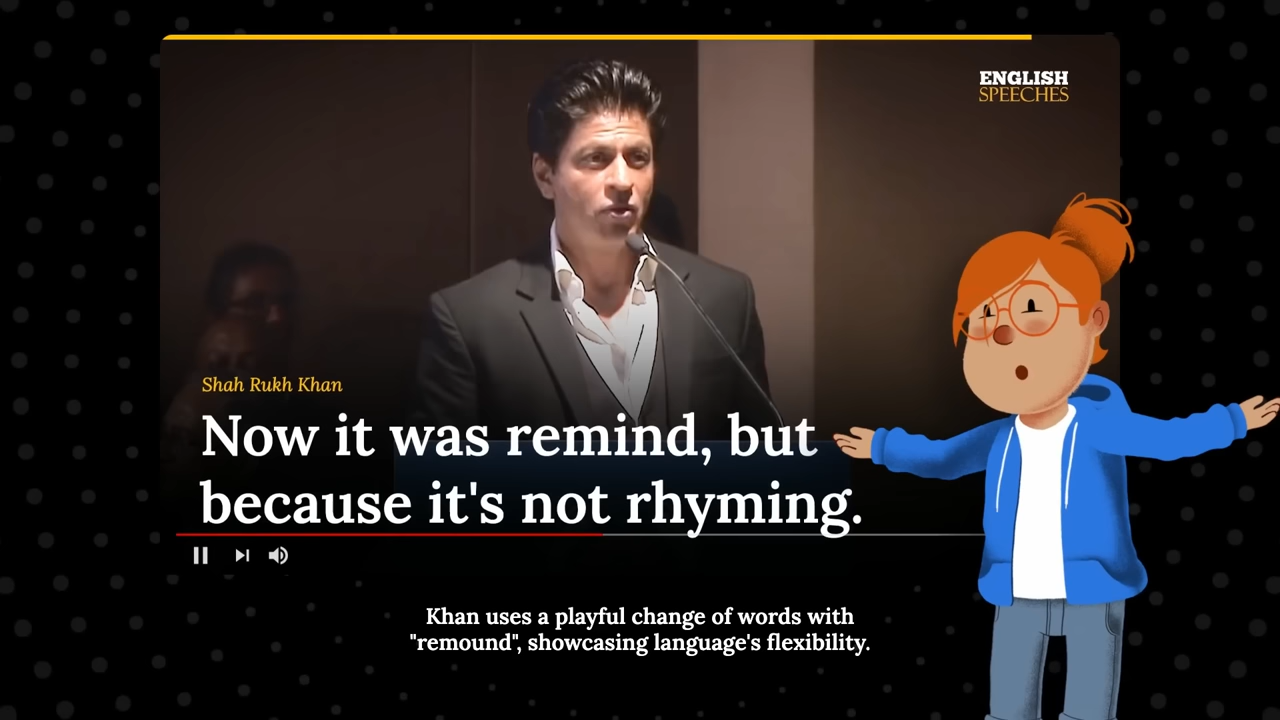 ENGLISH
SPEECHES
Shah Rukh Khan
Now it was remind, but
because it's not rhyming.
Khan uses a playful change of words with
"remound", showcasing language's flexibility.